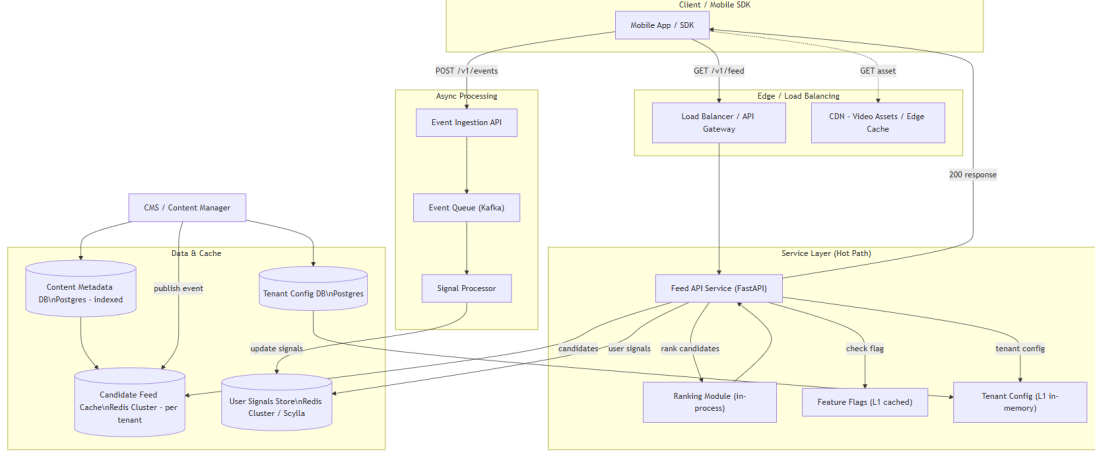 Client / Mobile SDK
Mobile App / SDK
POST /v1/events
GET /v1/feed
GET asset
Async Processing
Edge / Load Balancing
Event Ingestion API
Load Balancer / API
Gateway
CDN - Video Assets / Edge
Cache
200 response
CMS / Content Manager
Event Queue (Kafka)
Data & Cache
Service Layer (Hot Path)
Content Metadata
DB\nPostgres - indexed
publish event
Tenant Config DB\nPostgres
Signal Processor
Feed API Service (FastAPI)
update signals
candidates
user signals
rank candidates
check flag
tenant config
Candidate Feed
Cache\nRedis Cluster - per
tenant
User Signals Store\nRedis
Cluster / Scylla
Ranking Module (in-
process)
Feature Flags (L1 cached)
Tenant Config (L1 in-
memory)